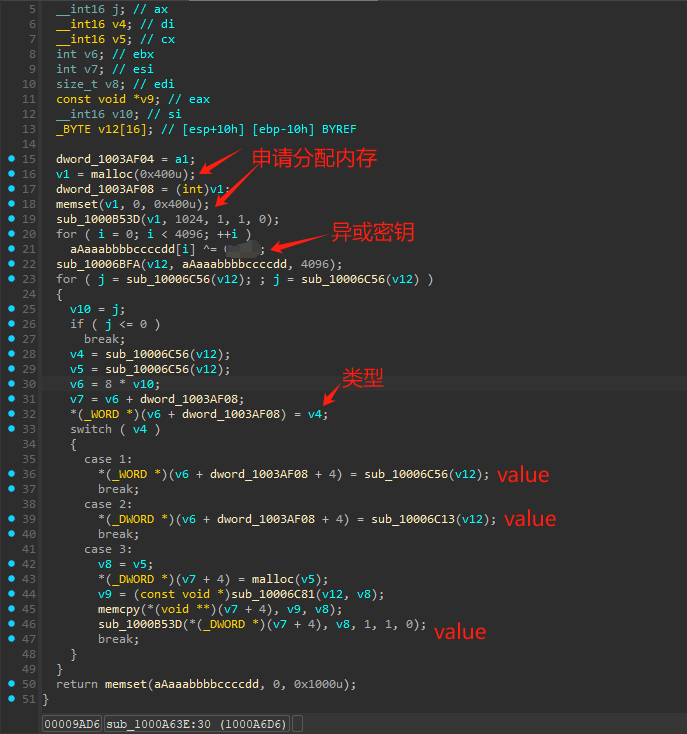 5 __int16 j; // ax
6 __int16 v4; // di
7 __int16 v5; // cx
8 int v6; // ebx
9 int v7; // esi
10 size_t v8; // edi
11 const void *v9; // eax
12 __int16 v10; // si
13 _BYTE v12[16]; // [esp+10h] [ebp-10h] BYREF
14
15 dword_1003AF04 = a1;
16 v1 = malloc(0x400u); 申请分配内存
17 dword_1003AF08 = (int)v1;
18 memset(v1, 0, 0x400u);
19 sub_1000B53D(v1, 1024, 1, 1, 0);
20 for ( i = 0; i < 4096; ++i )
21 aAaaabbbbccccdd[i] ^= ; 异或密钥
22 sub_10006BFA(v12, aAaaabbbbccccdd, 4096);
23 for ( j = sub_10006C56(v12); ; j = sub_10006C56(v12) )
24 {
25 v10 = j;
26 if ( j <= 0 )
27 break;
28 v4 = sub_10006C56(v12);
29 v5 = sub_10006C56(v12);
30 v6 = 8 * v10;
31 v7 = v6 + dword_1003AF08; 类型
32 *(_WORD *)(v6 + dword_1003AF08) = v4;
33 switch ( v4 )
34 {
35 case 1:
36 *(_WORD *)(v6 + dword_1003AF08 + 4) = sub_10006C56(v12); value
37 break;
38 case 2:
39 *(_DWORD *)(v6 + dword_1003AF08 + 4) = sub_10006C13(v12); value
40 break;
41 case 3:
42 v8 = v5;
43 *(_DWORD *)(v7 + 4) = malloc(v5);
44 v9 = (const void *)sub_10006C81(v12, v8);
45 memcpy(*(void **)(v7 + 4), v9, v8);
46 sub_1000B53D(*(_DWORD *)(v7 + 4), v8, 1, 1, 0); value
47 break;
48 }
49 }
50 return memset(aAaaabbbbccccdd, 0, 0x1000u);
51 }
00009AD6 sub_1000A63E:30 (1000A6D6)